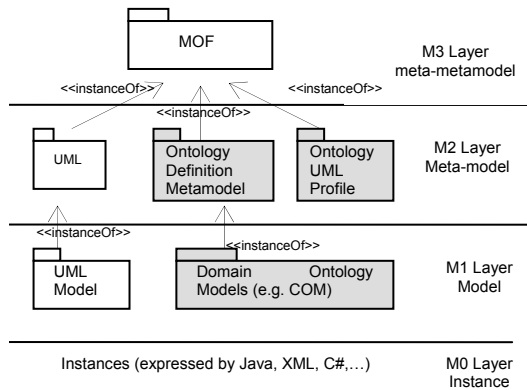 MOF
M3 Layer
meta-metamodel
<<instanceOf>>
<<instanceOf>>
<<instanceOf>>
UML
Ontology
Definition
Metamodel
Ontology
UML
Profile
M2 Layer
Meta-model
<<instanceOf>>
<<instanceOf>>
UML
Model
Domain Ontology
Models (e.g. COM)
M1 Layer
Model
Instances (expressed by Java, XML, C#,…)
M0 Layer
Instance